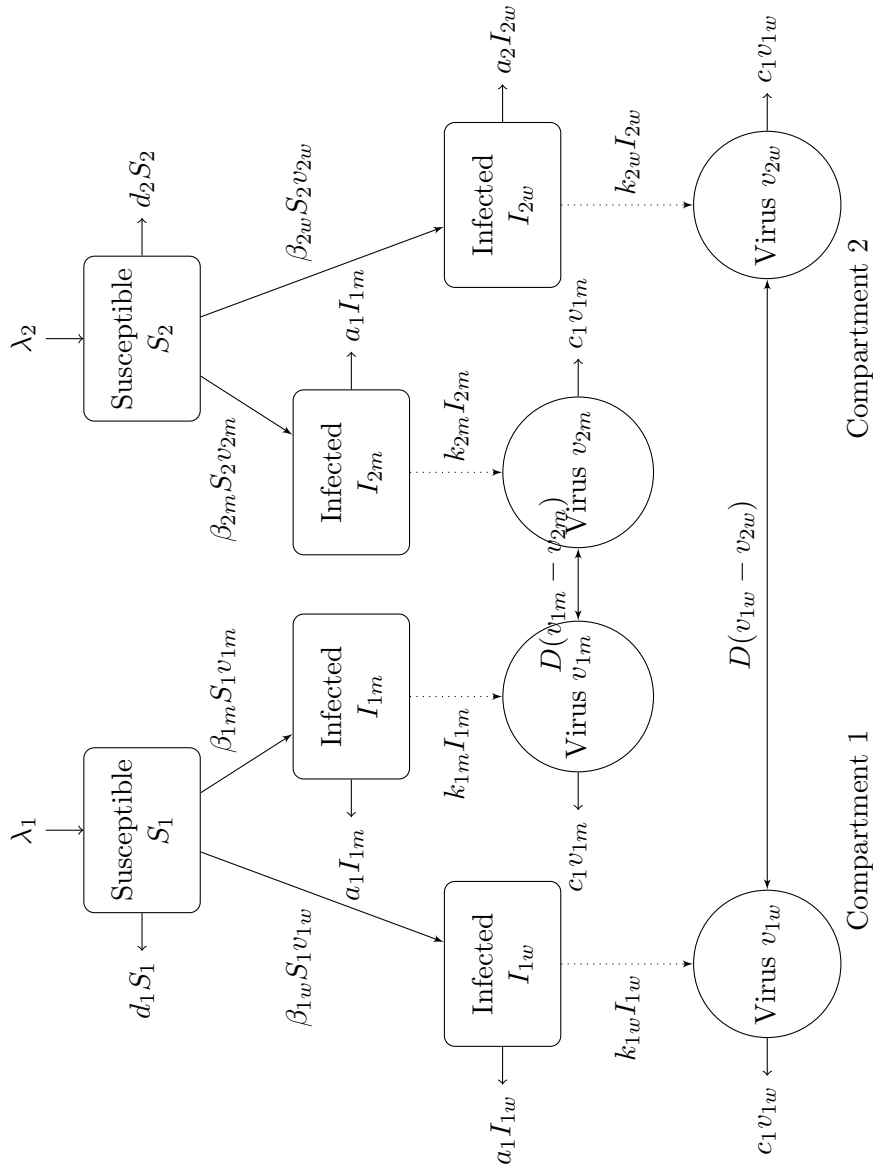 λ₁
λ₂
Susceptible
S₁
Susceptible
S₂
d₁S₁
d₂S₂
β₁wS₁v₁w
β₁mS₁v₁m
β₂mS₂v₂m
β₂wS₂v₂w
Infected
I₁m
Infected
I₂m
a₁I₁m
a₁I₁m
Infected
I₁w
Infected
I₂w
a₁I₁w
a₂I₂w
k₁mI₁m
k₂mI₂m
Virus v₁m
D(v₁m − v₂m)
Virus v₂m
c₁v₁m
c₁v₁m
k₁wI₁w
k₂wI₂w
Virus v₁w
D(v₁w − v₂w)
Virus v₂w
c₁v₁w
c₁v₁w
Compartment 1
Compartment 2